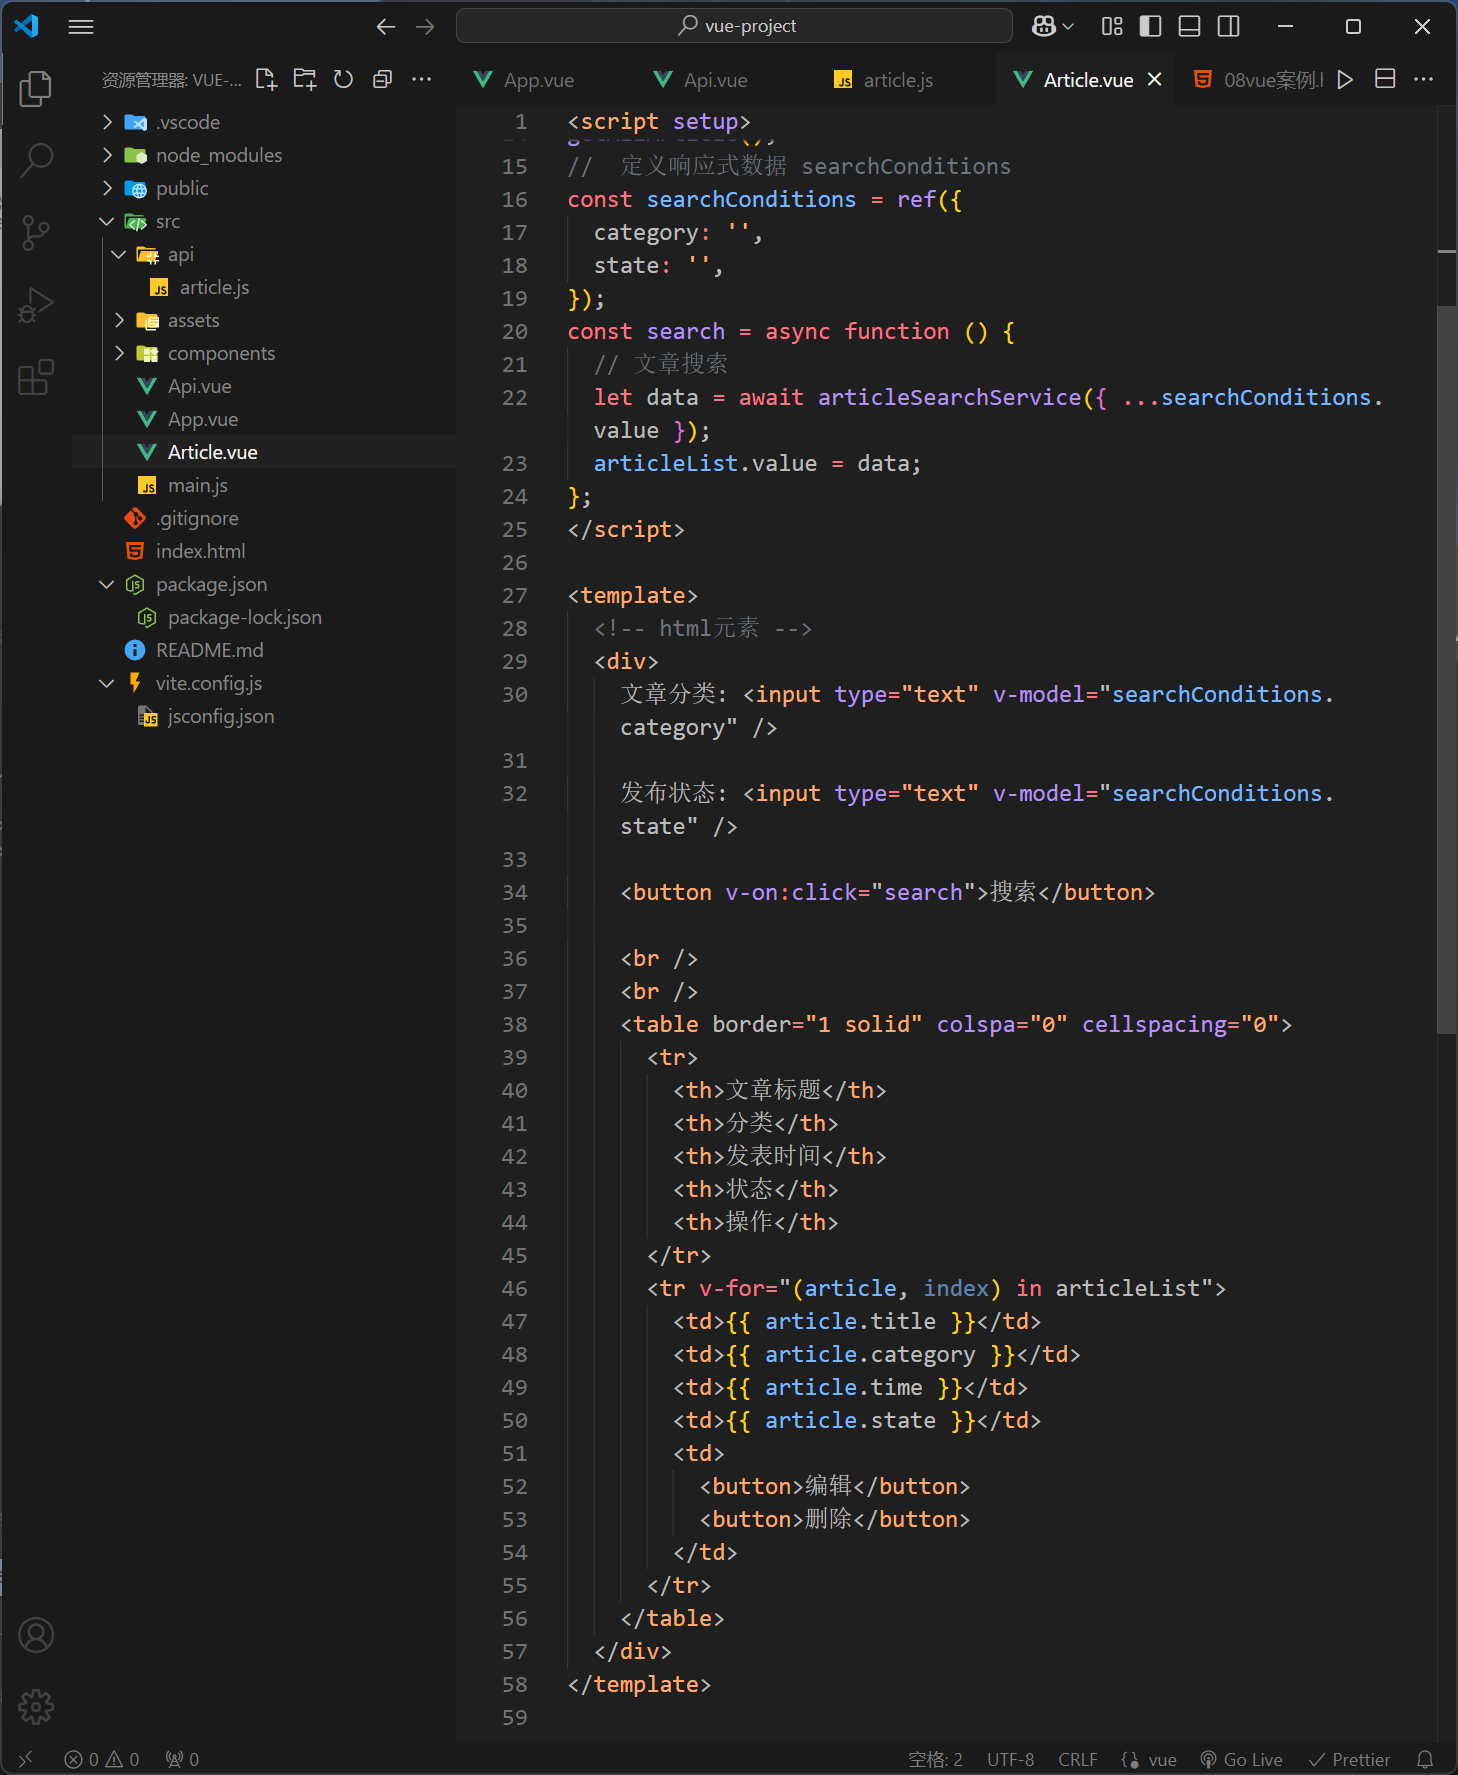 vue-project
资源管理器: VUE-...
App.vue
Api.vue
article.js
Article.vue
08vue案例.
.vscode
node_modules
public
src
api
article.js
assets
components
Api.vue
App.vue
Article.vue
main.js
.gitignore
index.html
package.json
package-lock.json
README.md
vite.config.js
jsconfig.json
1 <script setup>
15 //  定义响应式数据 searchConditions
16 const searchConditions = ref({
17   category: '',
18   state: '',
19 });
20 const search = async function () {
21   // 文章搜索
22   let data = await articleSearchService({ ...searchConditions.
value });
23   articleList.value = data;
24 };
25 </script>
26
27 <template>
28   <!-- html元素 -->
29   <div>
30     文章分类: <input type="text" v-model="searchConditions.
category" />
31
32     发布状态: <input type="text" v-model="searchConditions.
state" />
33
34     <button v-on:click="search">搜索</button>
35
36     <br />
37     <br />
38     <table border="1 solid" colspa="0" cellspacing="0">
39       <tr>
40         <th>文章标题</th>
41         <th>分类</th>
42         <th>发表时间</th>
43         <th>状态</th>
44         <th>操作</th>
45       </tr>
46       <tr v-for="(article, index) in articleList">
47         <td>{{ article.title }}</td>
48         <td>{{ article.category }}</td>
49         <td>{{ article.time }}</td>
50         <td>{{ article.state }}</td>
51         <td>
52           <button>编辑</button>
53           <button>删除</button>
54         </td>
55       </tr>
56     </table>
57   </div>
58 </template>
59
0 0 0 空格: 2 UTF-8 CRLF {} vue Go Live Prettier